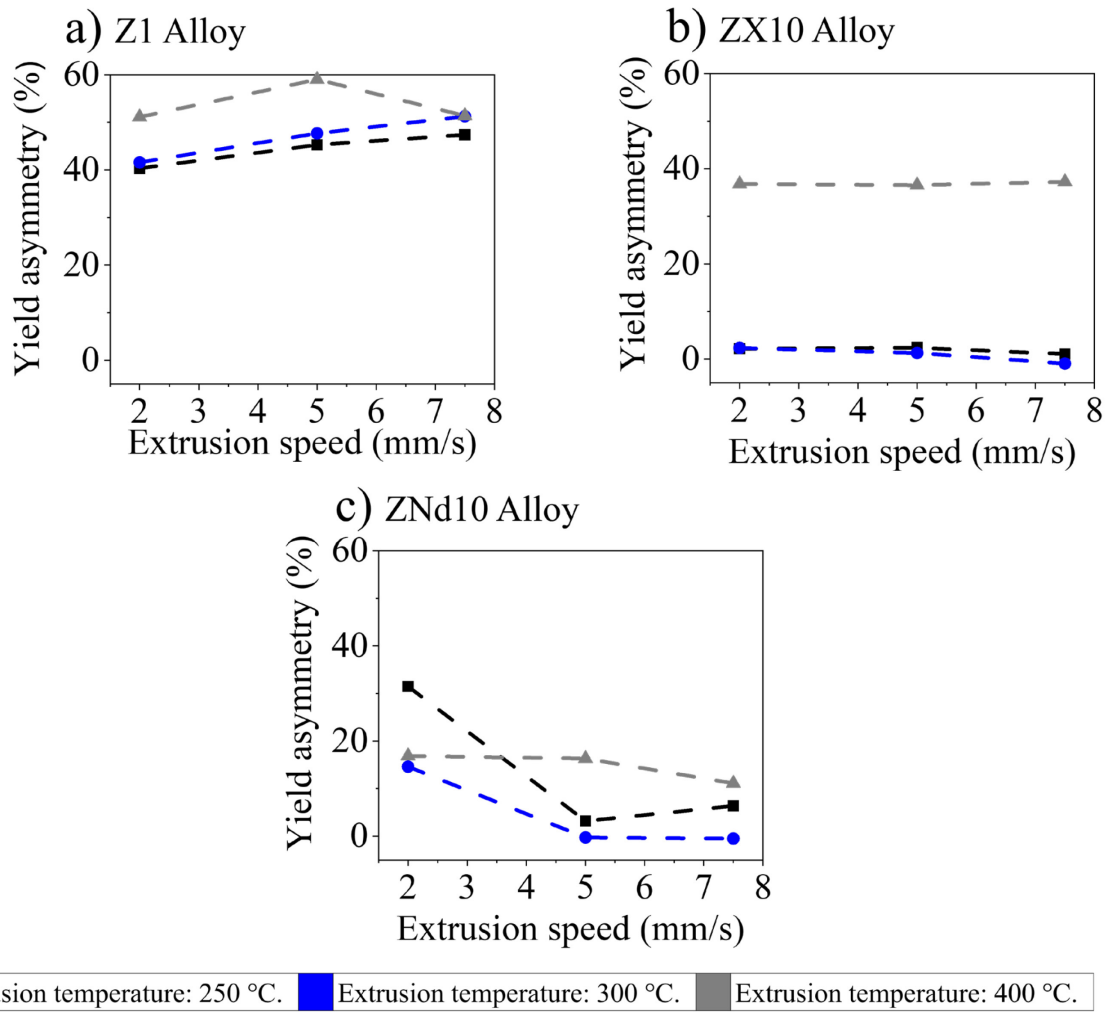 a) Z1 Alloy
Yield asymmetry (%)
60
40
20
0
2 3 4 5 6 7 8
Extrusion speed (mm/s)
b) ZX10 Alloy
Yield asymmetry (%)
60
40
20
0
2 3 4 5 6 7 8
Extrusion speed (mm/s)
c) ZNd10 Alloy
Yield asymmetry (%)
60
40
20
0
2 3 4 5 6 7 8
Extrusion speed (mm/s)
usion temperature: 250 °C. Extrusion temperature: 300 °C. Extrusion temperature: 400 °C.